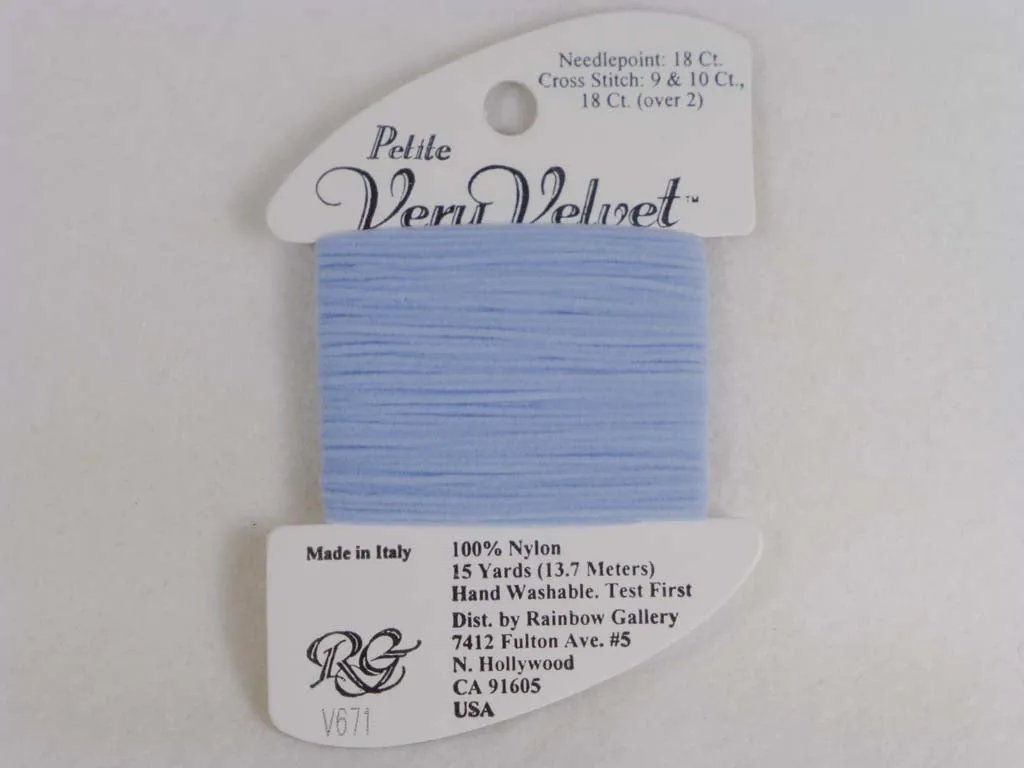 Needlepoint: 18 Ct.
Cross Stitch: 9 & 10 Ct.,
18 Ct. (over 2)
Petite
Very Velvet™
Made in Italy
100% Nylon
15 Yards (13.7 Meters)
Hand Washable. Test First
Dist. by Rainbow Gallery
7412 Fulton Ave. #5
N. Hollywood
CA 91605
USA
RG
V671